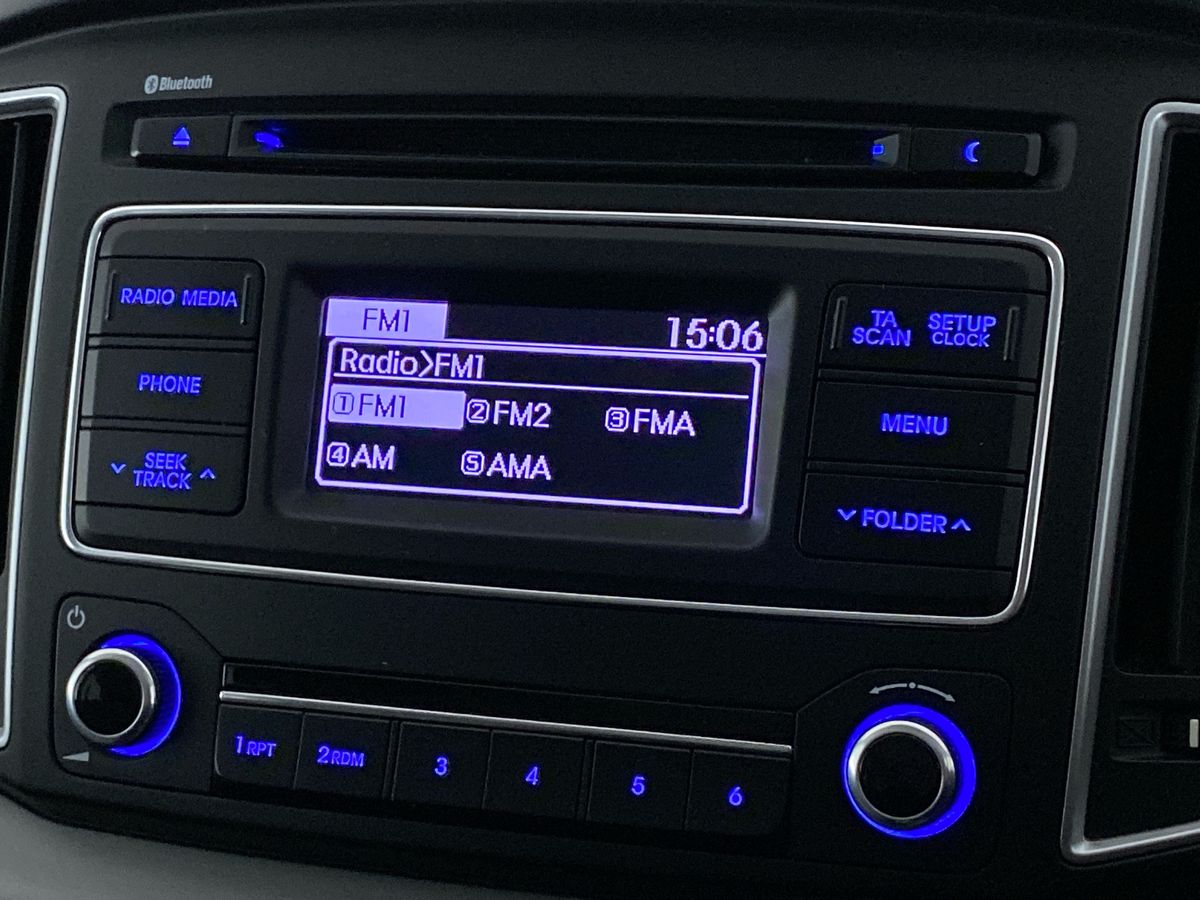 Bluetooth
RADIO MEDIA
PHONE
SEEK
TRACK
FM1
15:06
Radio>FM1
1FM1 2FM2 3FMA
4AM 5AMA
TA
SCAN
SETUP
CLOCK
MENU
FOLDER
1RPT 2RDM 3 4 5 6